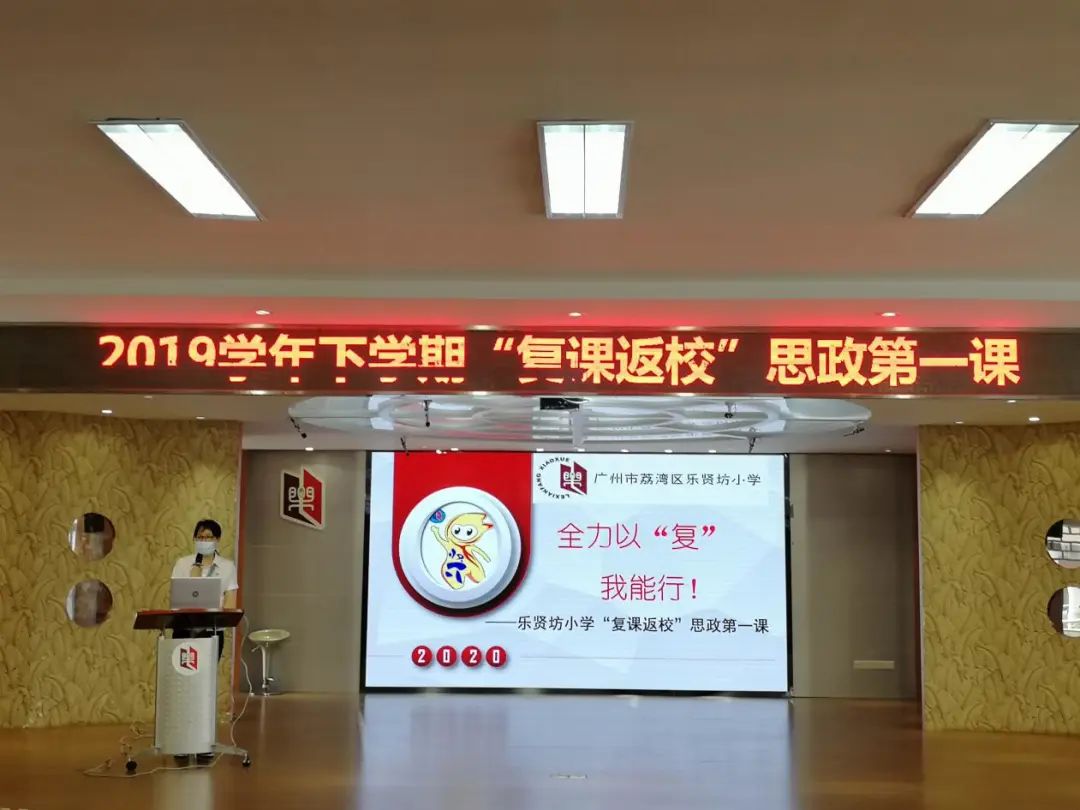 2019学年下学期“复课返校”思政第一课
LEXIANFANG XIAOXUE
广州市荔湾区乐贤坊小学
全力以“复”
我能行！
——乐贤坊小学“复课返校”思政第一课
2020